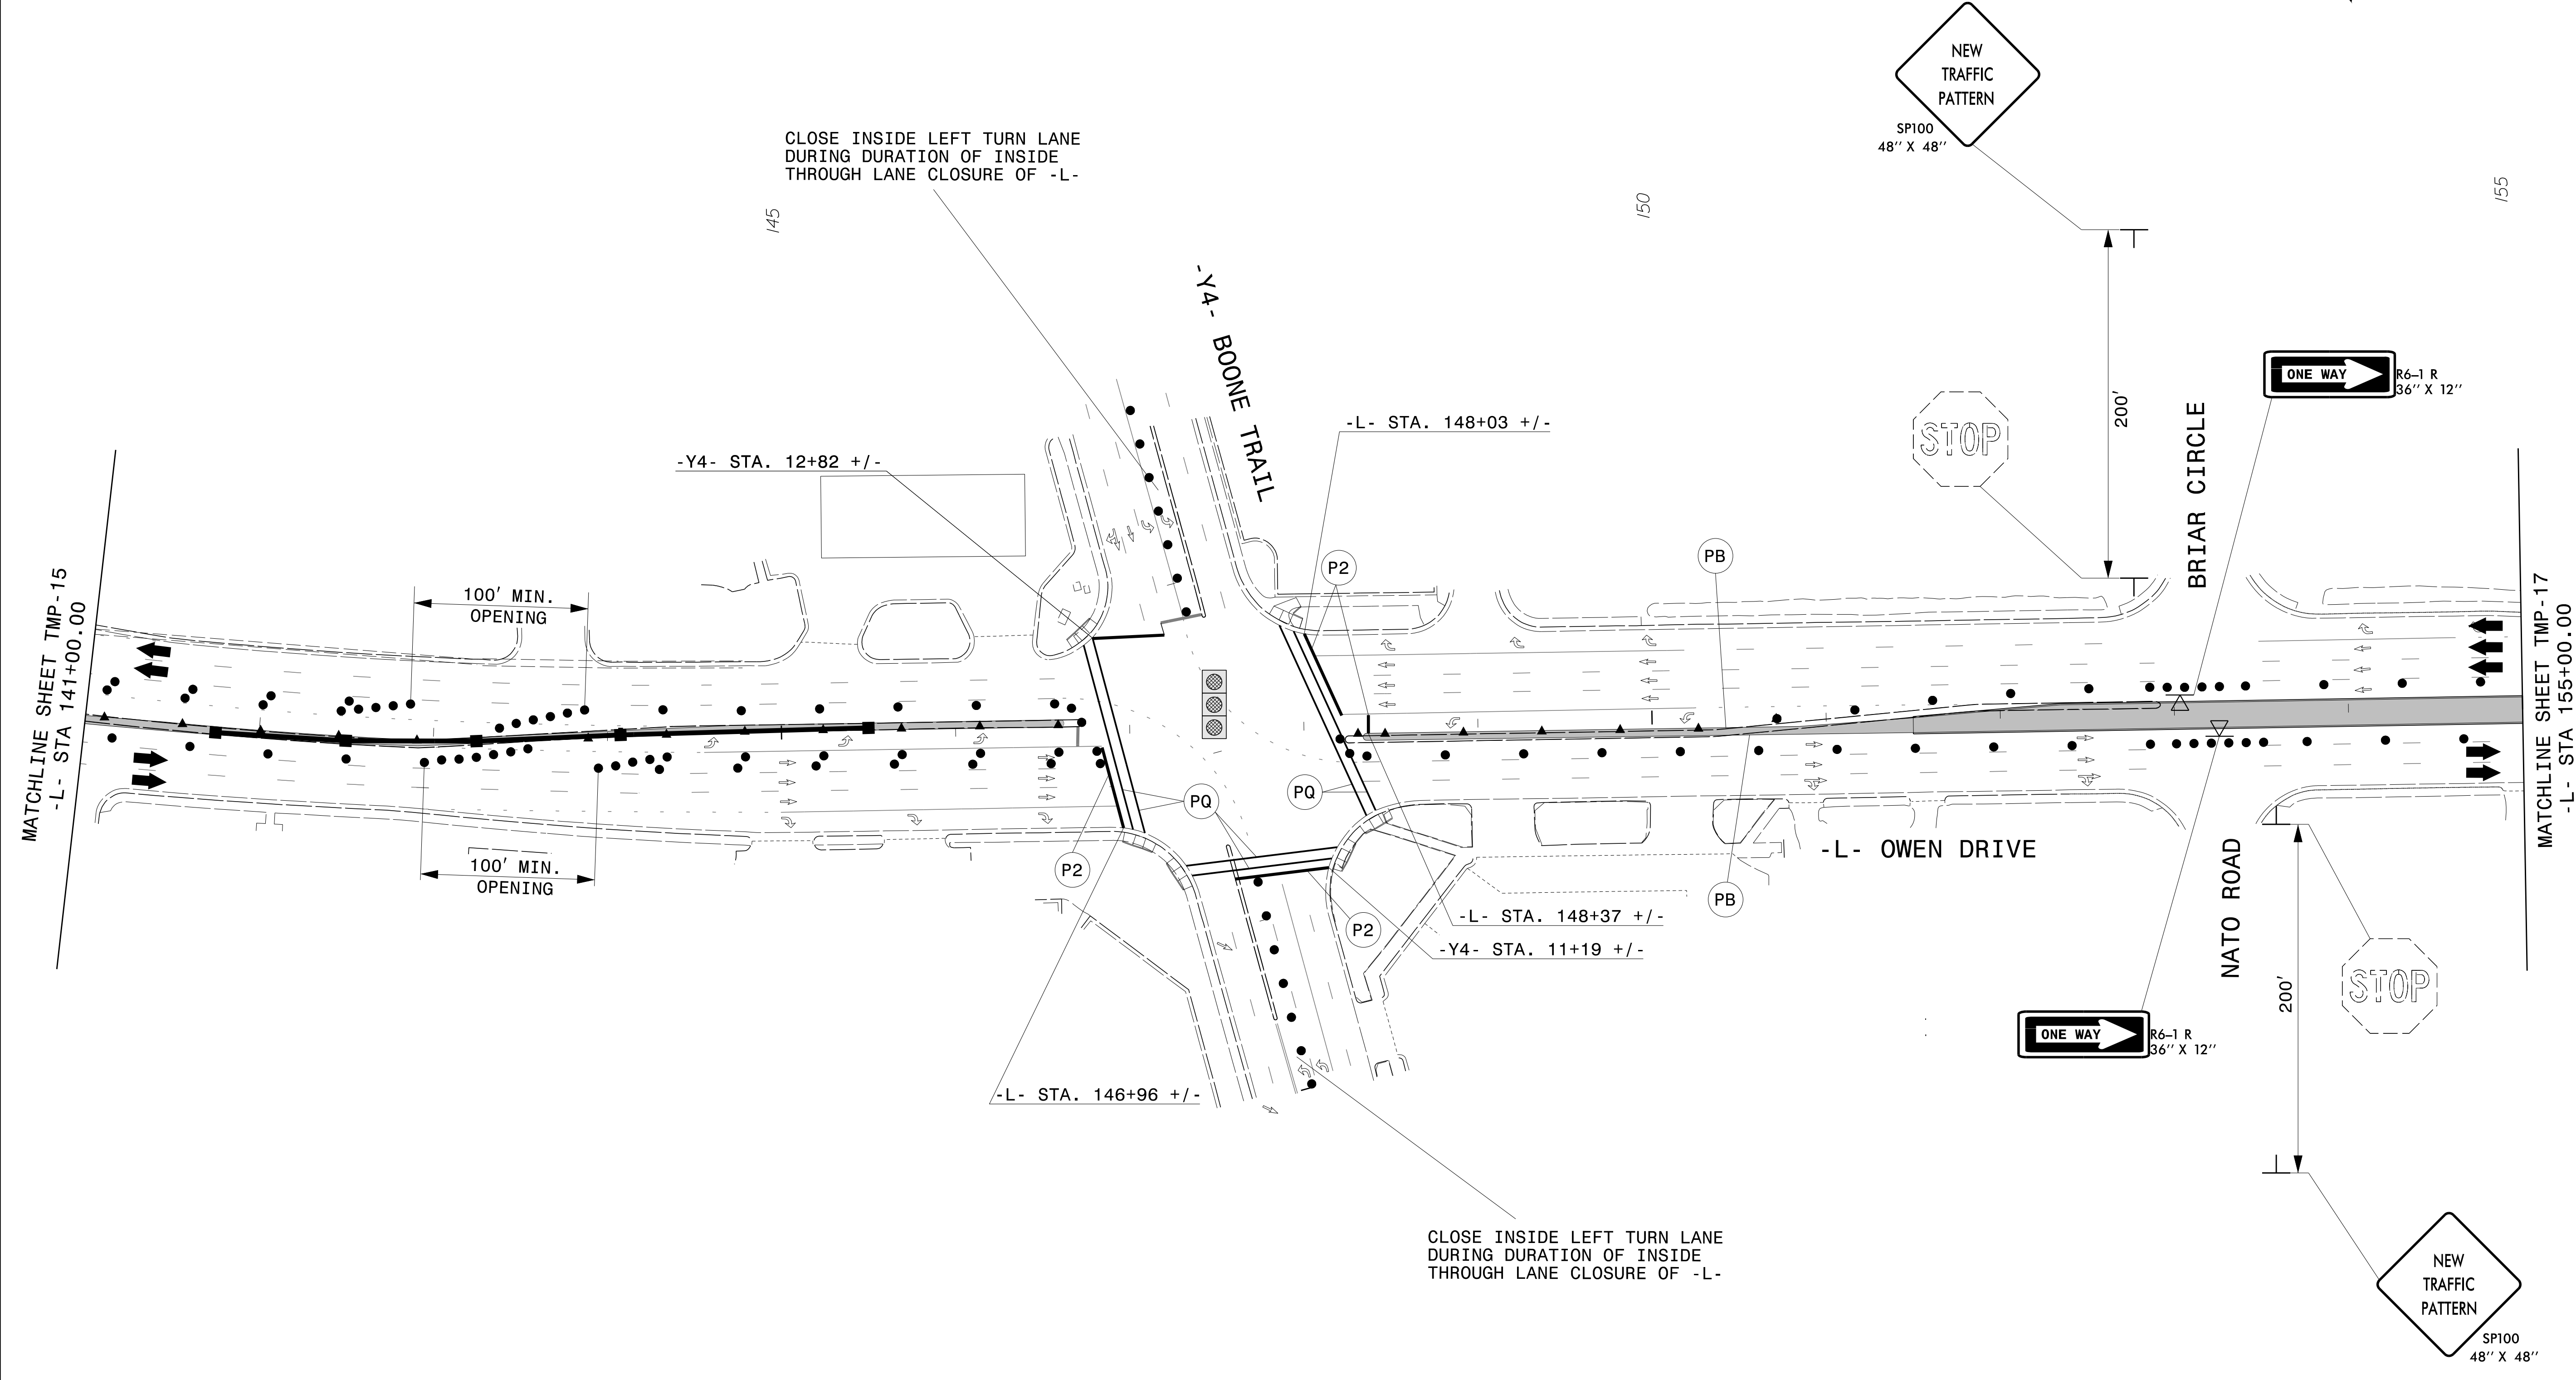 NEW
TRAFFIC
PATTERN
SP100
48'' X 48''
CLOSE INSIDE LEFT TURN LANE
DURING DURATION OF INSIDE
THROUGH LANE CLOSURE OF -L-
145
150
155
-Y4- BOONE TRAIL
ONE WAY
R6-1 R
36'' X 12''
200'
STOP
BRIAR CIRCLE
-L- STA. 148+03 +/-
-Y4- STA. 12+82 +/-
P2
PB
MATCHLINE SHEET TMP-15
-L- STA 141+00.00
100' MIN.
OPENING
MATCHLINE SHEET TMP-17
-L- STA 155+00.00
PQ
PQ
100' MIN.
OPENING
P2
-L- OWEN DRIVE
PB
NATO ROAD
-L- STA. 148+37 +/-
P2
-Y4- STA. 11+19 +/-
200'
STOP
ONE WAY
R6-1 R
36'' X 12''
-L- STA. 146+96 +/-
CLOSE INSIDE LEFT TURN LANE
DURING DURATION OF INSIDE
THROUGH LANE CLOSURE OF -L-
NEW
TRAFFIC
PATTERN
SP100
48'' X 48''